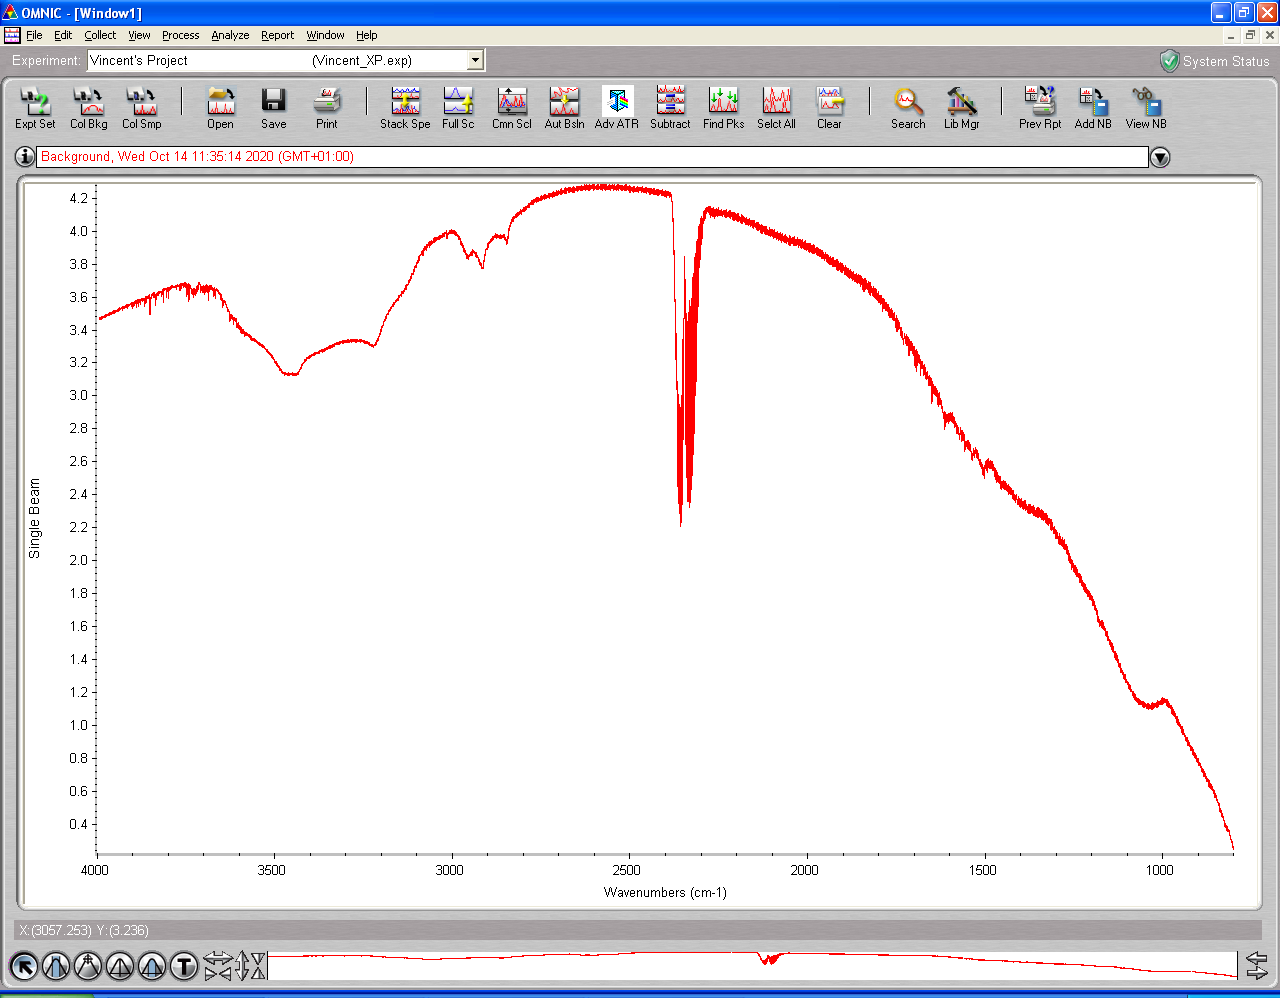 OMNIC - [Window1]
File Edit Collect View Process Analyze Report Window Help
Experiment: Vincent's Project (Vincent_XP.exp) System Status
Expt Set Col Bkg Col Smp Open Save Print Stack Spe Full Sc Cmn Scl Aut Bsln Adv ATR Subtract Find Pks Selct All Clear Search Lib Mgr Prev Rpt Add NB View NB
Background, Wed Oct 14 11:35:14 2020 (GMT+01:00)
4.2
4.0
3.8
3.6
3.4
3.2
3.0
2.8
2.6
2.4
2.2
2.0
1.8
1.6
1.4
1.2
1.0
0.8
0.6
0.4
Single Beam
4000 3500 3000 2500 2000 1500 1000
Wavenumbers (cm-1)
X:(3057.253) Y:(3.236)
T